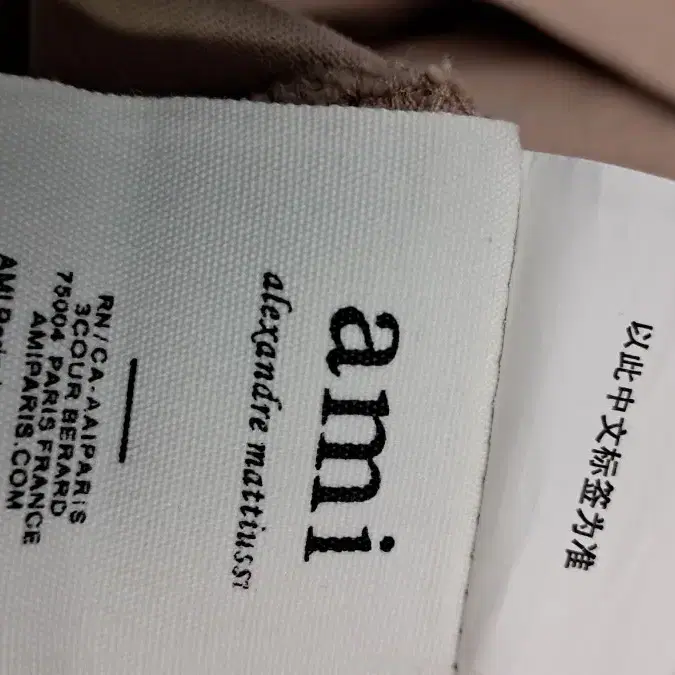 ami
alexandre mattiussi
RN/CA-AAIPARIS
3COUR BERARD
75004 PARIS FRANCE
AMIPARIS.COM
以此中文标签为准